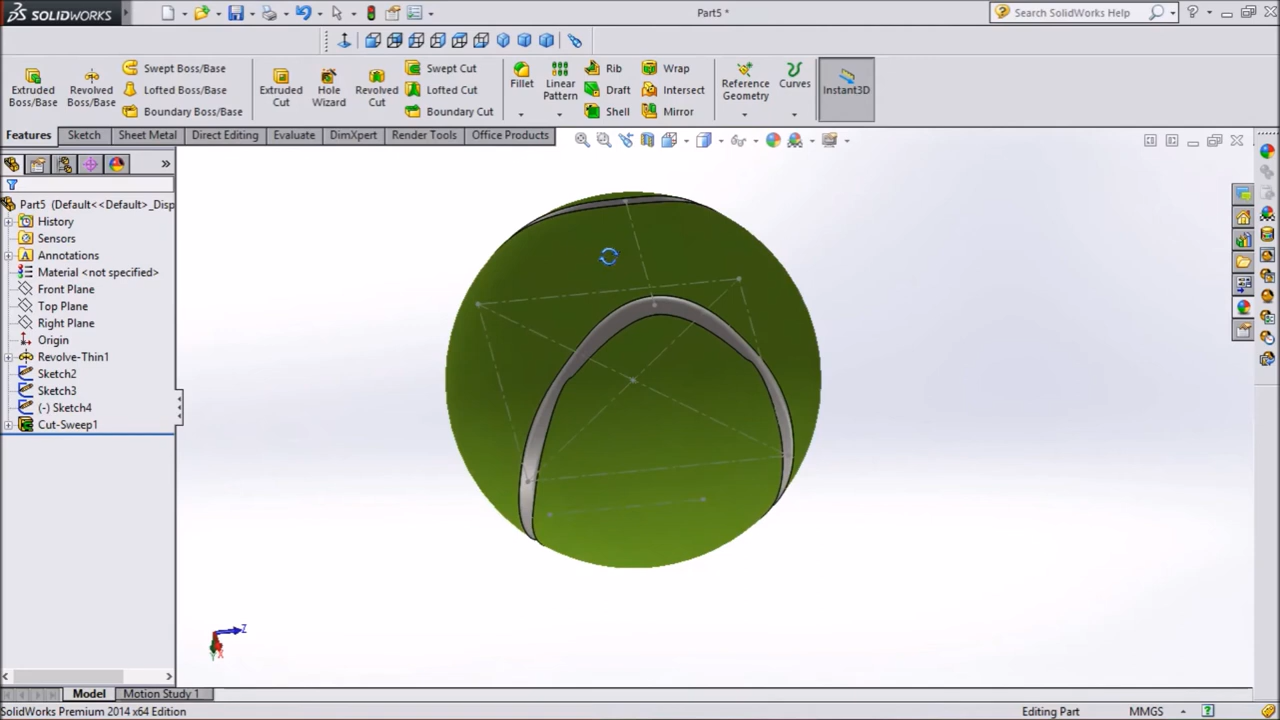 SOLIDWORKS
Part5 *
Search SolidWorks Help
Extruded Boss/Base
Revolved Boss/Base
Swept Boss/Base
Lofted Boss/Base
Boundary Boss/Base
Extruded Cut
Hole Wizard
Revolved Cut
Swept Cut
Lofted Cut
Boundary Cut
Fillet
Linear Pattern
Rib
Draft
Shell
Wrap
Intersect
Mirror
Reference Geometry
Curves
Instant3D
Features
Sketch
Sheet Metal
Direct Editing
Evaluate
DimXpert
Render Tools
Office Products
Part5 (Default<<Default>_Disp
History
Sensors
Annotations
Material <not specified>
Front Plane
Top Plane
Right Plane
Origin
Revolve-Thin1
Sketch2
Sketch3
(-) Sketch4
Cut-Sweep1
Z
Y
X
Model
Motion Study 1
SolidWorks Premium 2014 x64 Edition
Editing Part
MMGS